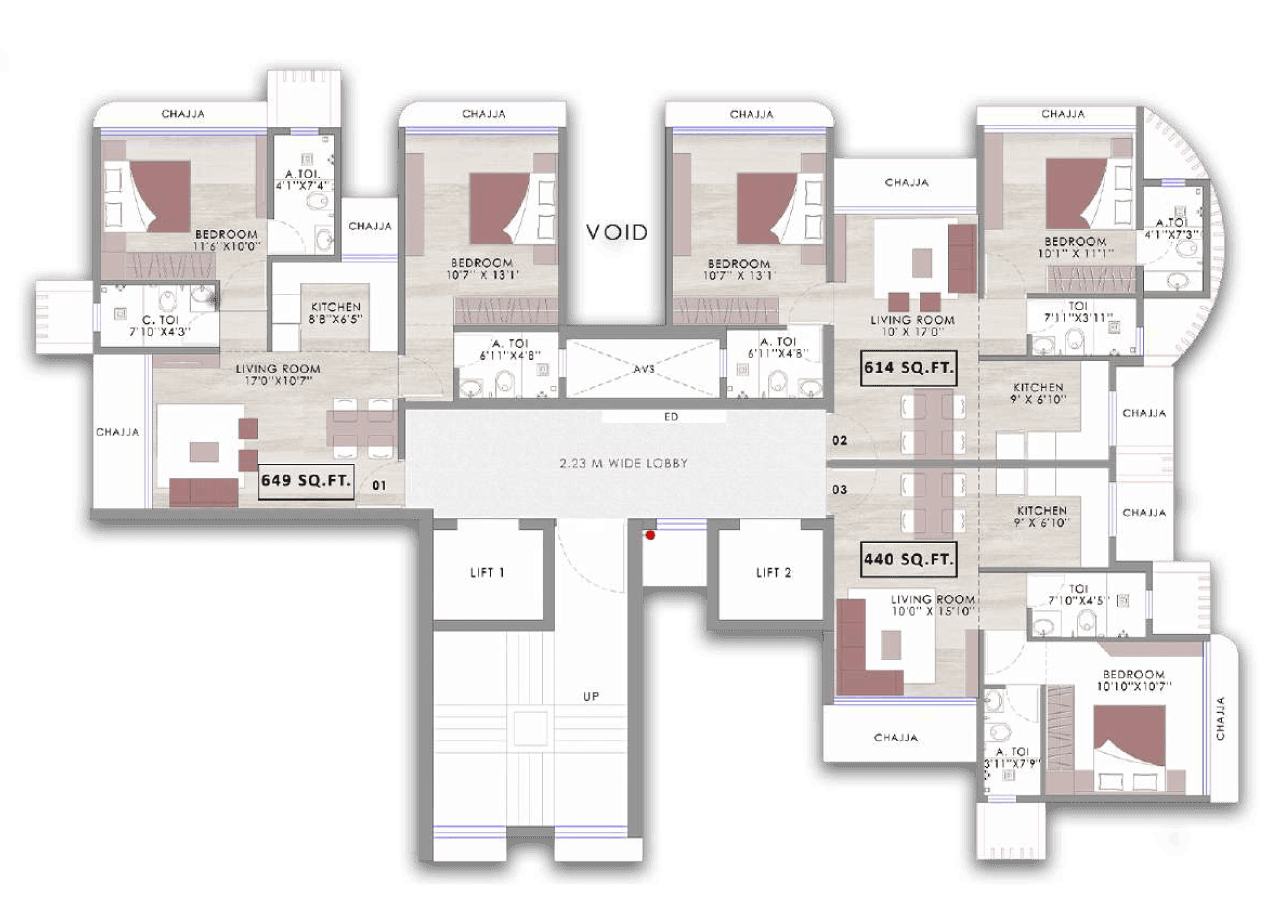 CHAJJA
CHAJJA
CHAJJA
CHAJJA
A.TOI.
4'1"X7'4"
BEDROOM
11'6"X10'0"
CHAJJA
BEDROOM
10'7" X 13'1'
VOID
BEDROOM
10'7" X 13'1
CHAJJA
BEDROOM
10'1" X 11'1"
A.TOI
4'1"X7'3"
C. TOI
7'10"X4'3"
KITCHEN
8'8"X6'5"
LIVING ROOM
17'0"X10'7"
A. TOI
6'11"X4'8"
AVS
A. TOI
6'11"X4'8
LIVING ROOM
10' X 17'0"
614 SQ.FT.
TOI
7'11"X3'11"
KITCHEN
9' X 6'10"
CHAJJA
CHAJJA
ED
2.23 M WIDE LOBBY
649 SQ.FT.
01
02
03
KITCHEN
9' X 6'10"
CHAJJA
LIFT 1
LIFT 2
440 SQ.FT.
LIVING ROOM
10'0" X 15'10"
TOI
7'10"X4'5"
UP
BEDROOM
10'10"X10'7"
CHAJJA
CHAJJA
A. TOI
3'11"X7'9"